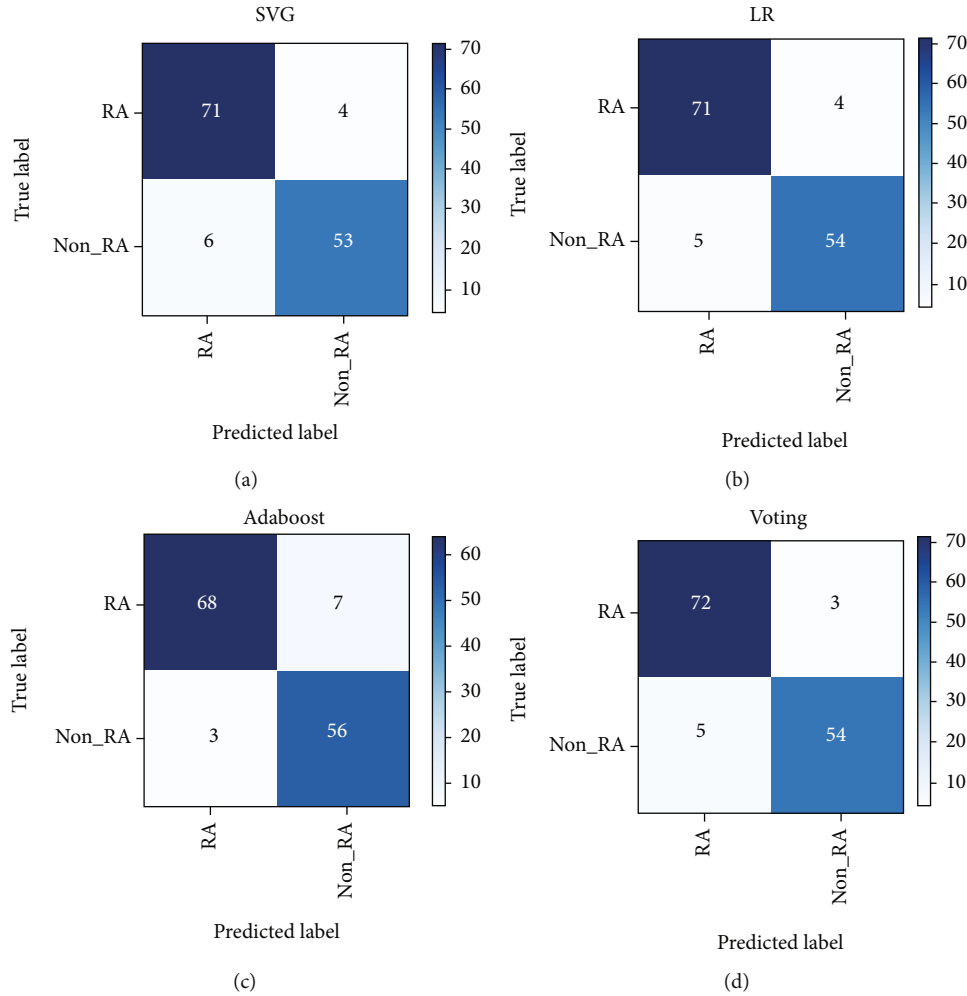 SVG
True label
RA
Non_RA
71
4
6
53
70
60
50
40
30
20
10
RA
Non_RA
Predicted label
(a)
LR
True label
RA
Non_RA
71
4
5
54
70
60
50
40
30
20
10
RA
Non_RA
Predicted label
(b)
Adaboost
True label
RA
Non_RA
68
7
3
56
60
50
40
30
20
10
RA
Non_RA
Predicted label
(c)
Voting
True label
RA
Non_RA
72
3
5
54
70
60
50
40
30
20
10
RA
Non_RA
Predicted label
(d)